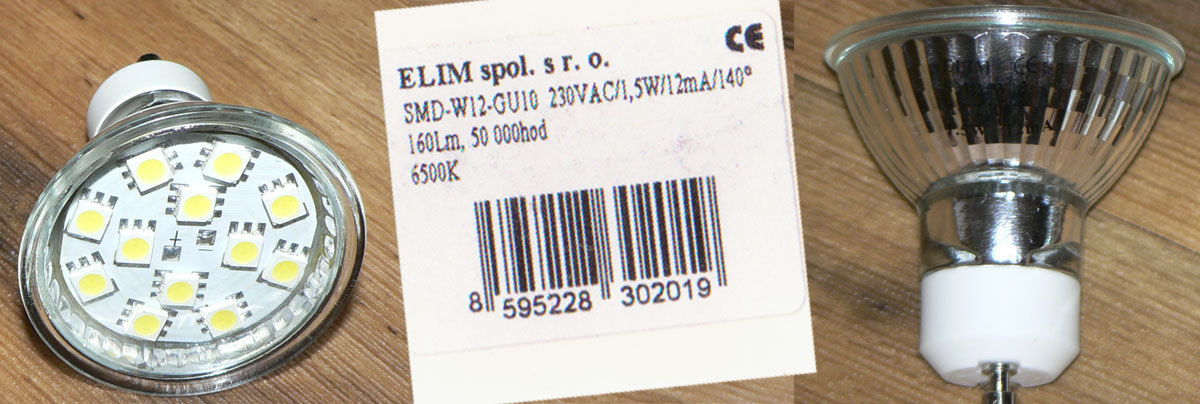 CE
ELIM spol. s r. o.
SMD-W12-GU10 230VAC/1,5W/12mA/140°
160Lm, 50 000hod
6500K
8 595228 302019